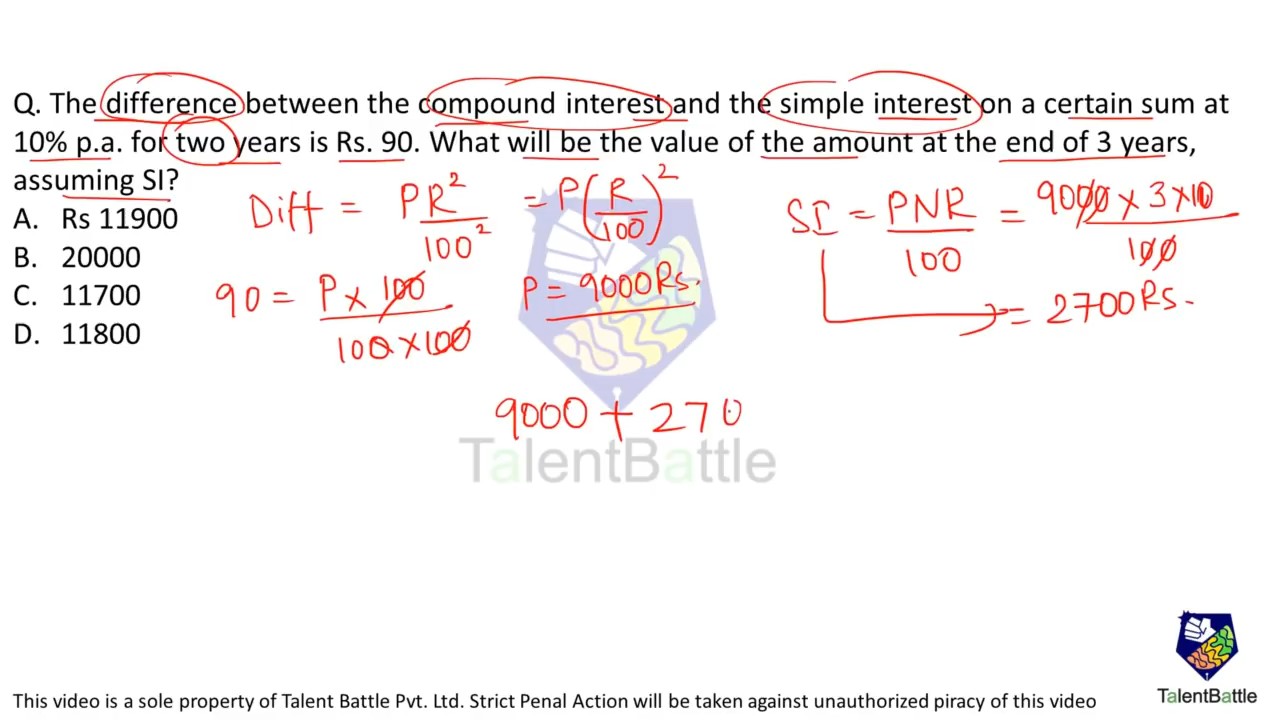 Q. The difference between the compound interest and the simple interest on a certain sum at
10% p.a. for two years is Rs. 90. What will be the value of the amount at the end of 3 years,
assuming SI?
A. Rs 11900
B. 20000
C. 11700
D. 11800
Diff = PR² / 100² = P(R/100)²
90 = P × 100 / 100 × 100
P = 9000Rs.
SI = PNR / 100 = 9000 × 3 × 10 / 100
= 2700Rs.
9000 + 270
TalentBattle
TalentBattle
This video is a sole property of Talent Battle Pvt. Ltd. Strict Penal Action will be taken against unauthorized piracy of this video